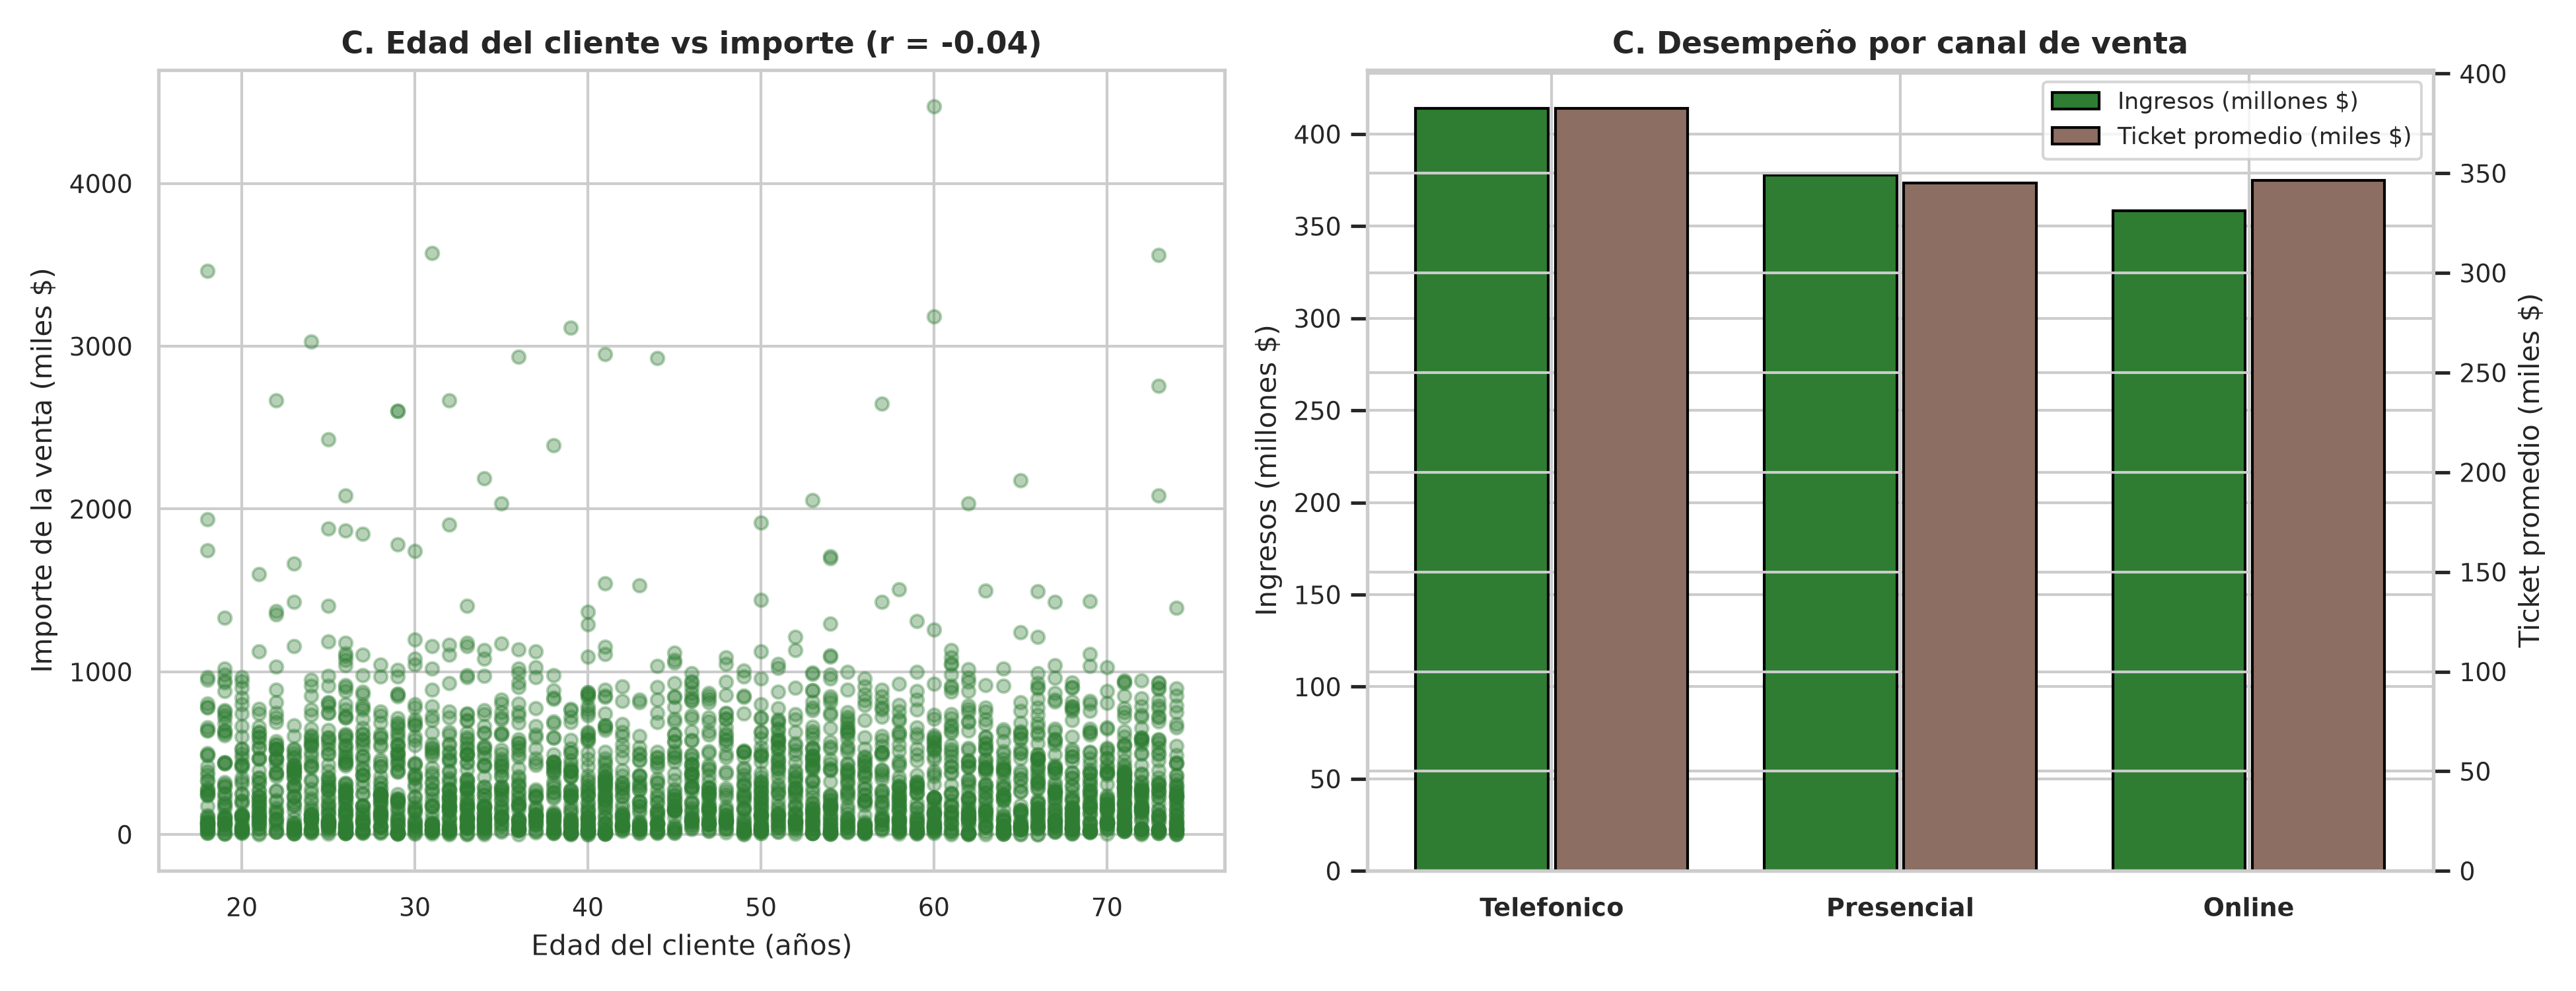 C. Edad del cliente vs importe (r = -0.04)
Importe de la venta (miles $)
4000
3000
2000
1000
0
20 30 40 50 60 70
Edad del cliente (años)
C. Desempeño por canal de venta
Ingresos (millones $)
Ticket promedio (miles $)
Ingresos (millones $)
400
350
300
250
200
150
100
50
0
Telefonico Presencial Online
400
350
300
250
200
150
100
50
0
Ticket promedio (miles $)